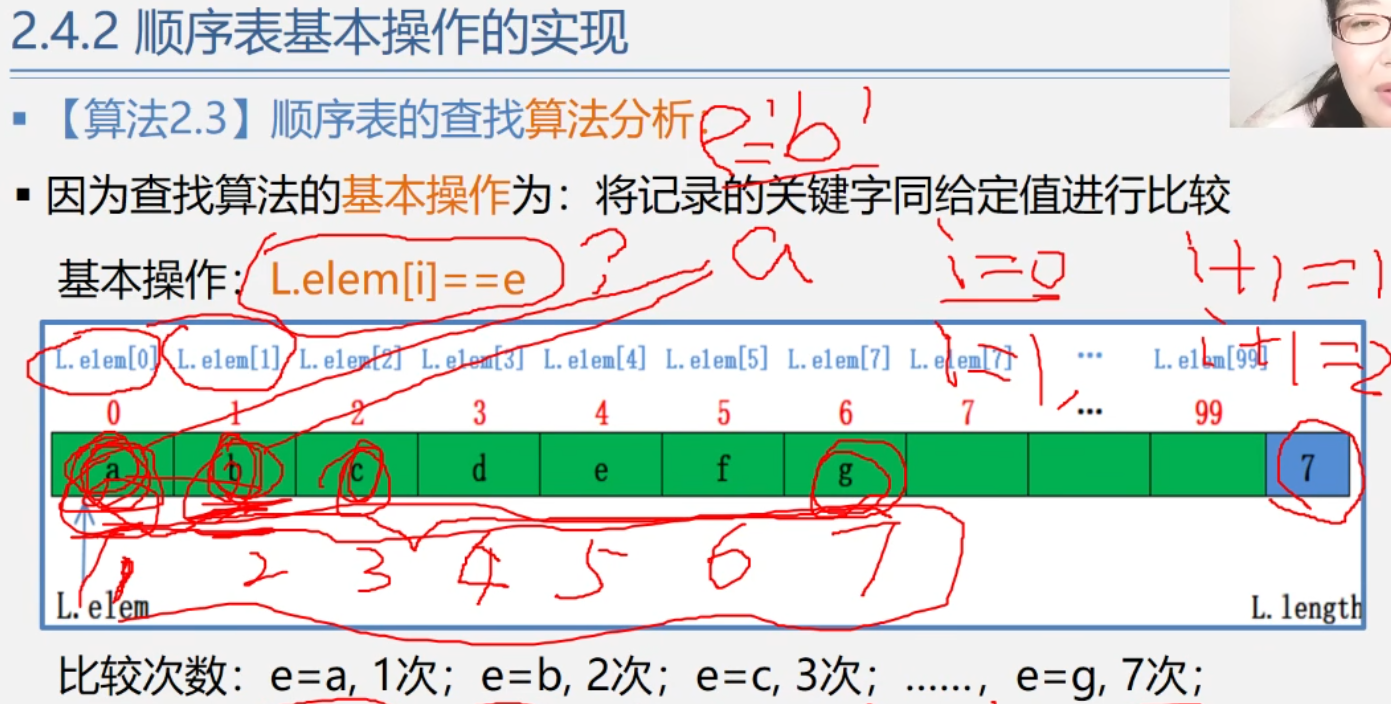 2.4.2 顺序表基本操作的实现
▪ 【算法2.3】顺序表的查找算法分析. e='b'
▪ 因为查找算法的基本操作为：将记录的关键字同给定值进行比较
基本操作: L.elem[i]==e ? a i=0 i+1=1
L.elem[0] L.elem[1] L.elem[2] L.elem[3] L.elem[4] L.elem[5] L.elem[7] L.elem[7] … L.elem[99]
i=1, i+1=2
0 1 2 3 4 5 6 7 … 99
a b c d e f g 7
1 2 3 4 5 6 7
L.elem L.length
比较次数：e=a, 1次；e=b, 2次；e=c, 3次；……，e=g, 7次；